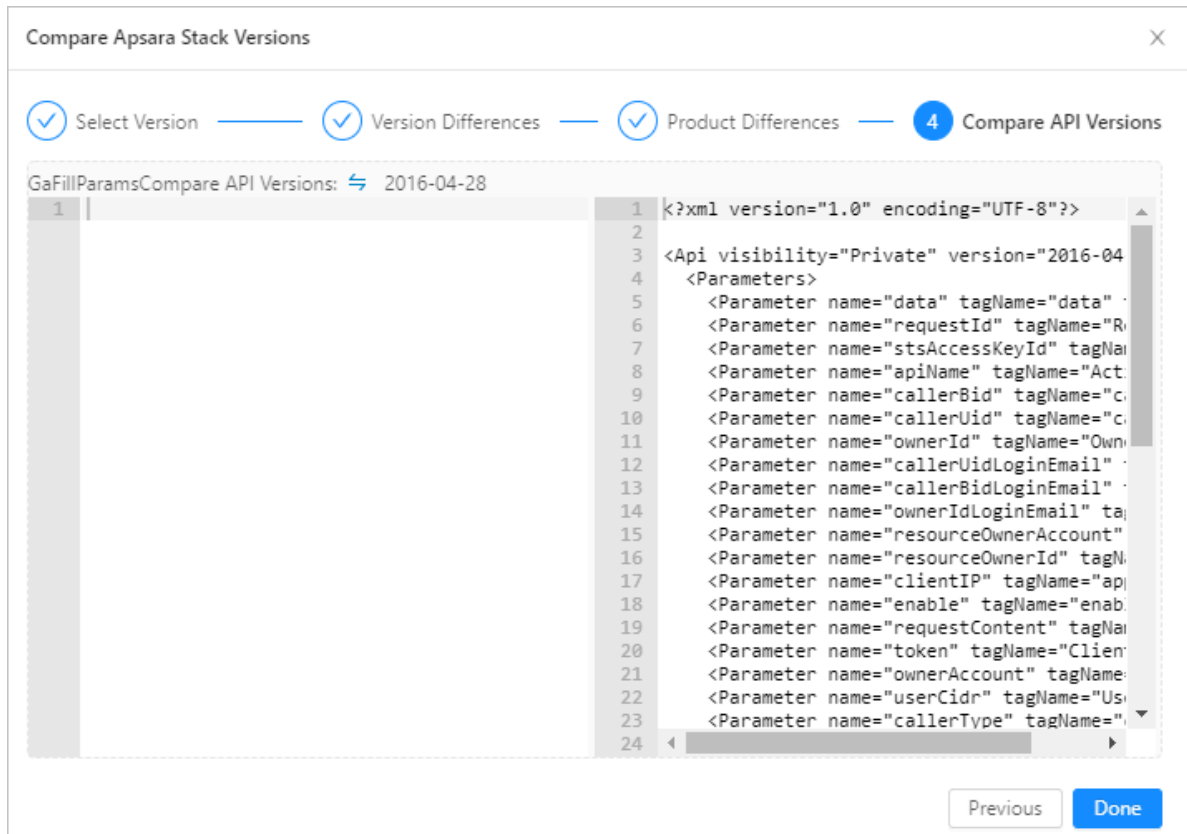 Compare Apsara Stack Versions
Select Version Version Differences Product Differences 4 Compare API Versions
GaFillParamsCompare API Versions: 2016-04-28
1
1 <?xml version="1.0" encoding="UTF-8"?>
2
3 <Api visibility="Private" version="2016-04
4 <Parameters>
5 <Parameter name="data" tagName="data"
6 <Parameter name="requestId" tagName="Re
7 <Parameter name="stsAccessKeyId" tagNa
8 <Parameter name="apiName" tagName="Act
9 <Parameter name="callerBid" tagName="c
10 <Parameter name="callerUid" tagName="c
11 <Parameter name="ownerId" tagName="Own
12 <Parameter name="callerUidLoginEmail"
13 <Parameter name="callerBidLoginEmail"
14 <Parameter name="ownerIdLoginEmail" ta
15 <Parameter name="resourceOwnerAccount"
16 <Parameter name="resourceOwnerId" tagN
17 <Parameter name="clientIP" tagName="ap
18 <Parameter name="enable" tagName="enab
19 <Parameter name="requestContent" tagNa
20 <Parameter name="token" tagName="Clien
21 <Parameter name="ownerAccount" tagName
22 <Parameter name="userCidr" tagName="Us
23 <Parameter name="callerType" tagName="
24
Previous Done